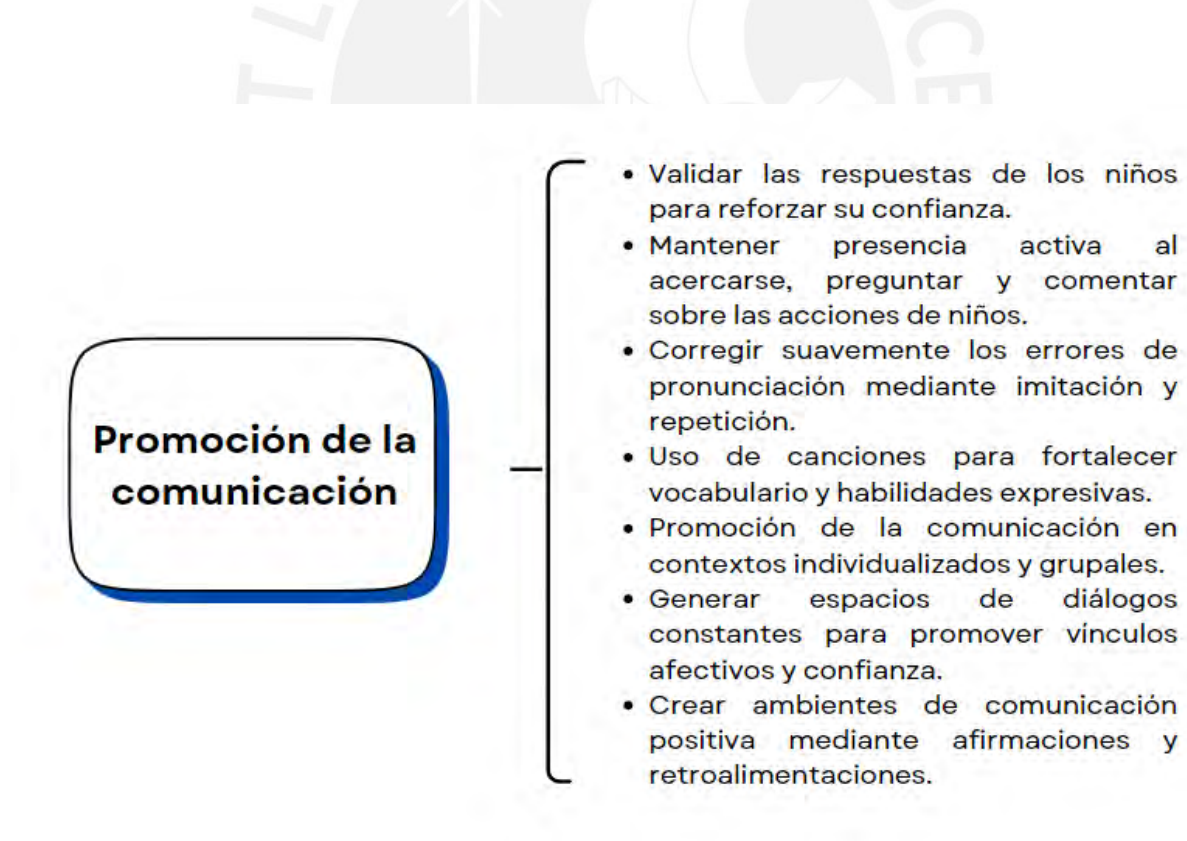 Promoción de la
comunicación
• Validar las respuestas de los niños
para reforzar su confianza.
• Mantener presencia activa al
acercarse, preguntar y comentar
sobre las acciones de niños.
• Corregir suavemente los errores de
pronunciación mediante imitación y
repetición.
• Uso de canciones para fortalecer
vocabulario y habilidades expresivas.
• Promoción de la comunicación en
contextos individualizados y grupales.
• Generar espacios de diálogos
constantes para promover vínculos
afectivos y confianza.
• Crear ambientes de comunicación
positiva mediante afirmaciones y
retroalimentaciones.